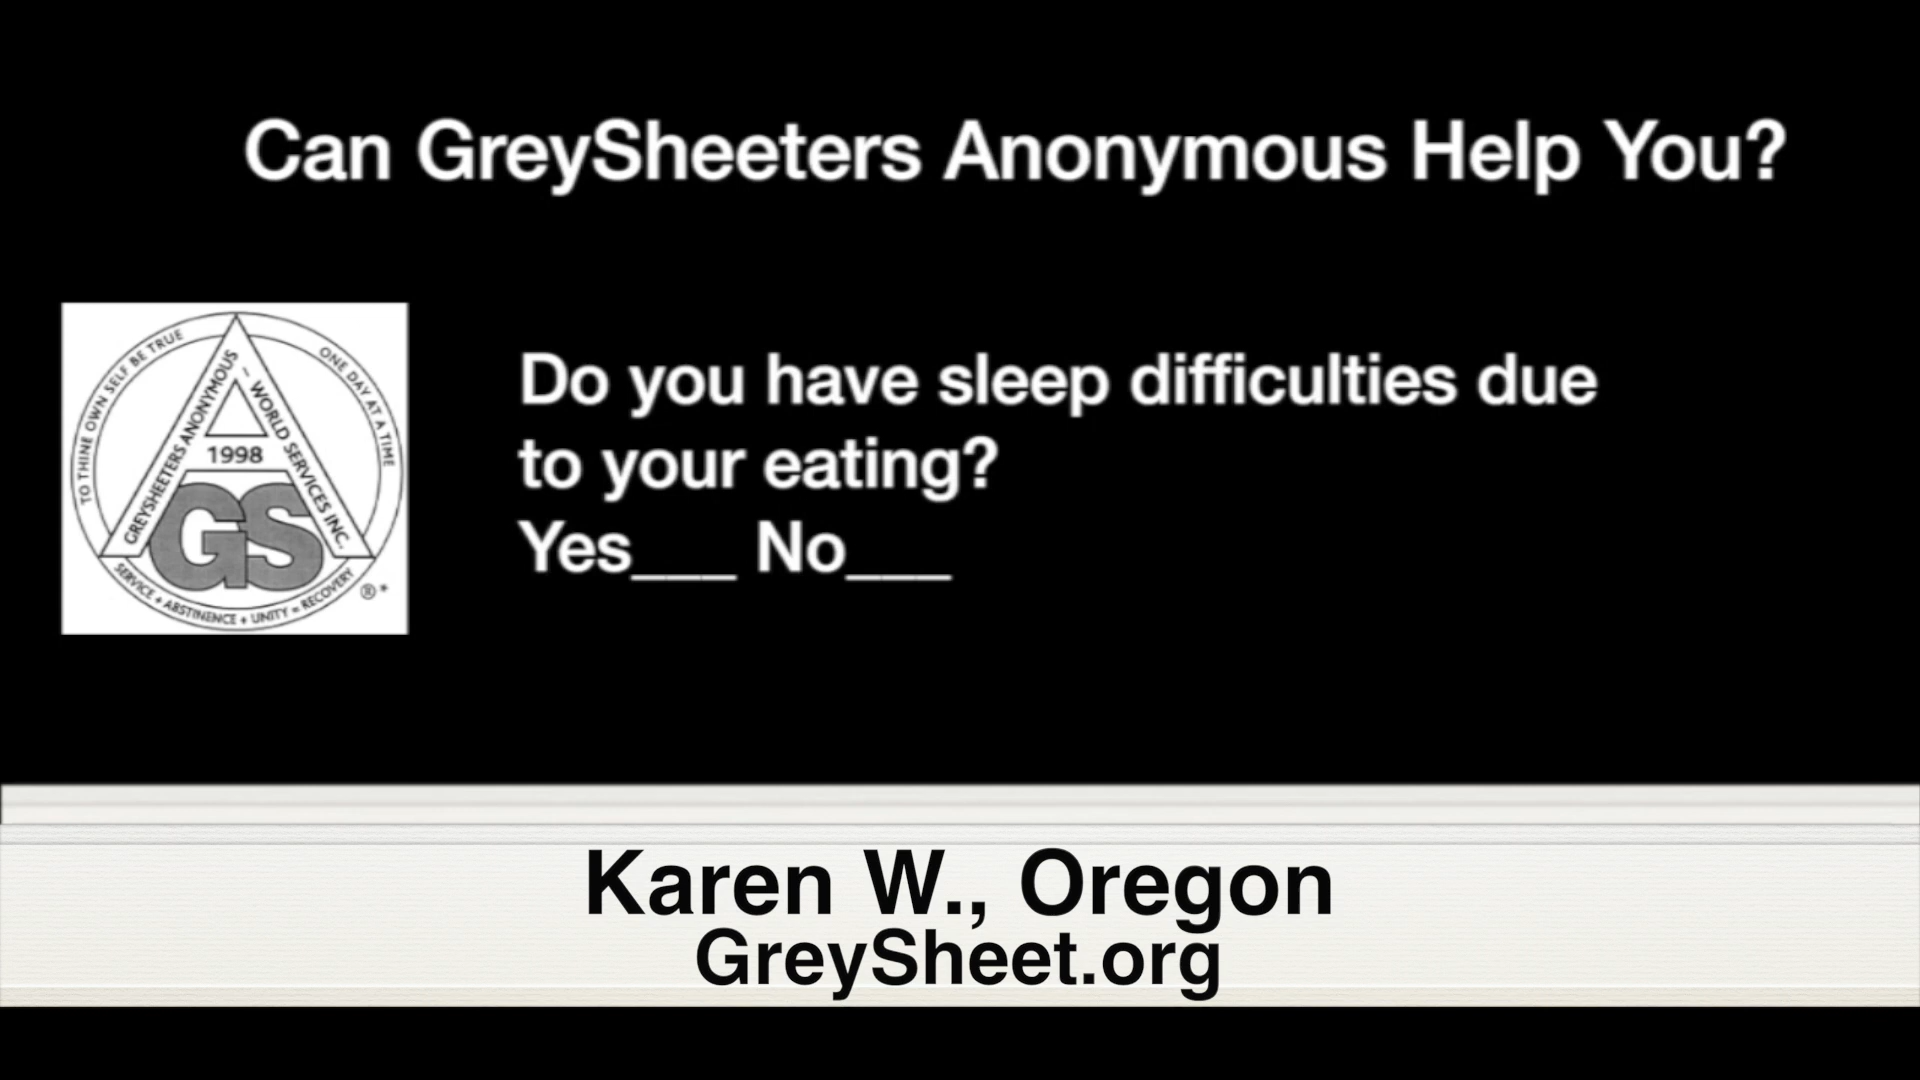 Can GreySheeters Anonymous Help You?
TO THINE OWN SELF BE TRUE
ONE DAY AT A TIME
GREYSHEETERS ANONYMOUS – WORLD SERVICES INC.
1998
GS
SERVICE + ABSTINENCE + UNITY = RECOVERY
®*
Do you have sleep difficulties due
to your eating?
Yes___ No___
Karen W., Oregon
GreySheet.org